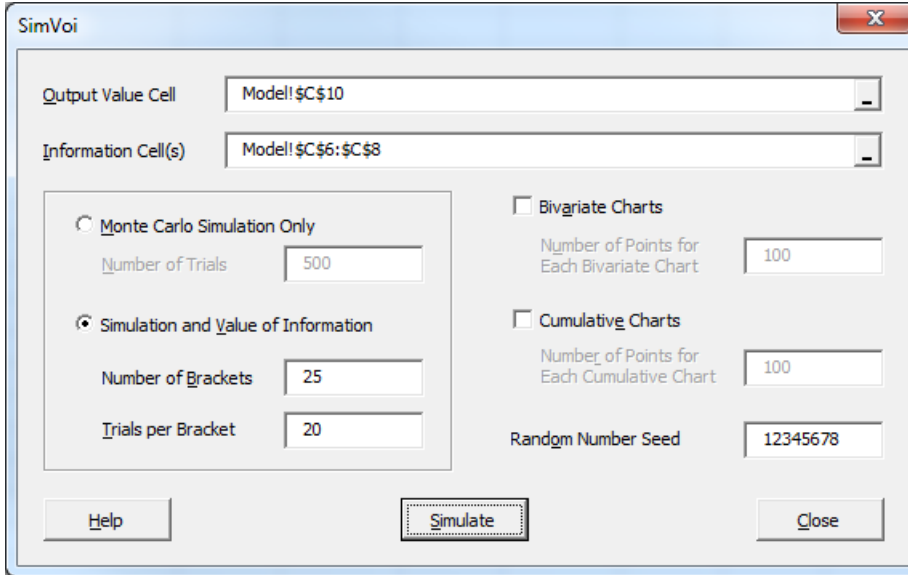 SimVoi
Output Value Cell
Model!$C$10
Information Cell(s)
Model!$C$6:$C$8
Monte Carlo Simulation Only
Number of Trials
500
Simulation and Value of Information
Number of Brackets
25
Trials per Bracket
20
Bivariate Charts
Number of Points for
Each Bivariate Chart
100
Cumulative Charts
Number of Points for
Each Cumulative Chart
100
Random Number Seed
12345678
Help
Simulate
Close